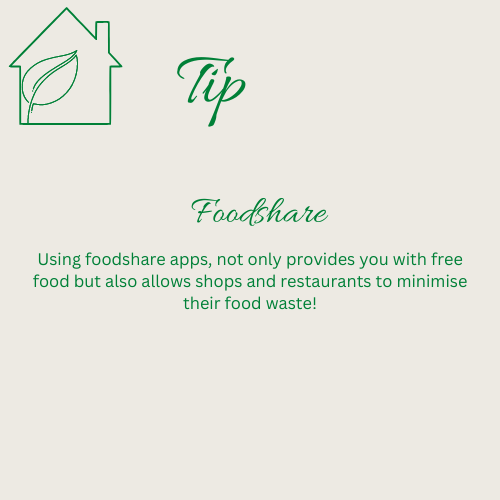 Tip
Foodshare
Using foodshare apps, not only provides you with free
food but also allows shops and restaurants to minimise
their food waste!